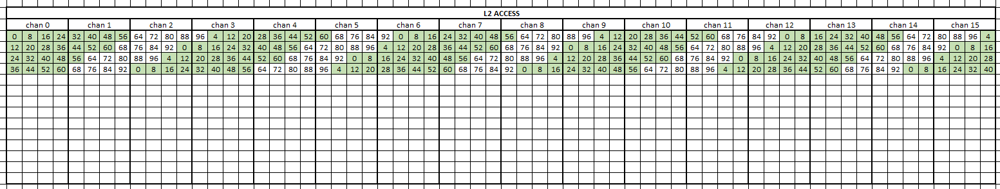 L2 ACCESS
chan 0 chan 1 chan 2 chan 3 chan 4 chan 5 chan 6 chan 7 chan 8 chan 9 chan 10 chan 11 chan 12 chan 13 chan 14 chan 15
0 8 16 24 32 40 48 56 64 72 80 88 96 4 12 20 28 36 44 52 60 68 76 84 92 0 8 16 24 32 40 48 56 64 72 80 88 96 4 12 20 28 36 44 52 60 68 76 84 92 0 8 16 24 32 40 48 56 64 72 80 88 96 4
12 20 28 36 44 52 60 68 76 84 92 0 8 16 24 32 40 48 56 64 72 80 88 96 4 12 20 28 36 44 52 60 68 76 84 92 0 8 16 24 32 40 48 56 64 72 80 88 96 4 12 20 28 36 44 52 60 68 76 84 92 0 8 16
24 32 40 48 56 64 72 80 88 96 4 12 20 28 36 44 52 60 68 76 84 92 0 8 16 24 32 40 48 56 64 72 80 88 96 4 12 20 28 36 44 52 60 68 76 84 92 0 8 16 24 32 40 48 56 64 72 80 88 96 4 12 20 28
36 44 52 60 68 76 84 92 0 8 16 24 32 40 48 56 64 72 80 88 96 4 12 20 28 36 44 52 60 68 76 84 92 0 8 16 24 32 40 48 56 64 72 80 88 96 4 12 20 28 36 44 52 60 68 76 84 92 0 8 16 24 32 40